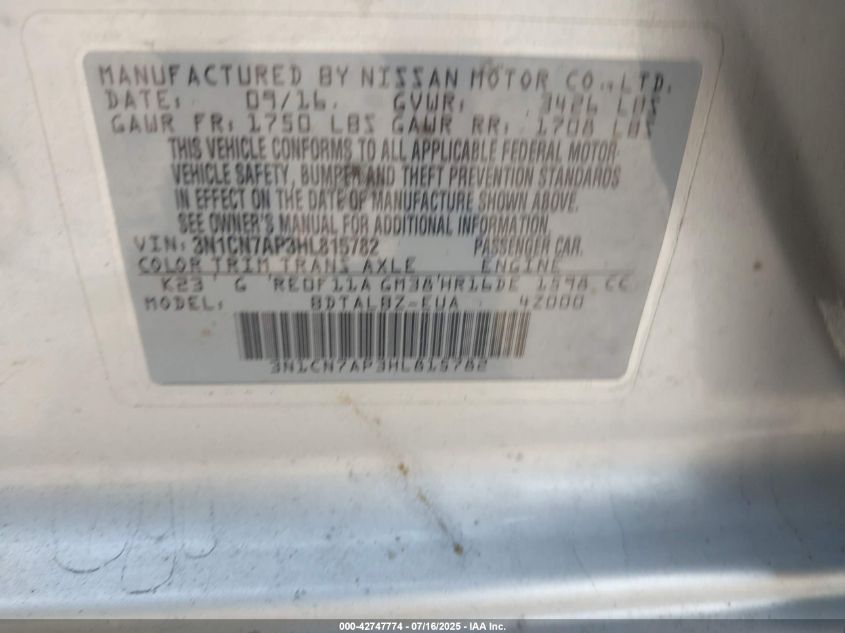 MANUFACTURED BY NISSAN MOTOR CO., LTD.
DATE: 09/16. GVWR: 3426 LBS
GAWR FR: 1750 LBS GAWR RR: 1708 LBS
THIS VEHICLE CONFORMS TO ALL APPLICABLE FEDERAL MOTOR
VEHICLE SAFETY, BUMPER AND THEFT PREVENTION STANDARDS
IN EFFECT ON THE DATE OF MANUFACTURE SHOWN ABOVE.
SEE OWNER'S MANUAL FOR ADDITIONAL INFORMATION.
VIN: 3N1CN7AP3HL815782 PASSENGER CAR.
COLOR TRIM TRANS AXLE ENGINE
K23 G RE0F11A GM38 HR16DE 1598 CC
MODEL: BDTALBZ-EUA 4Z000
3N1CN7AP3HL815782
000-42747774 - 07/16/2025 - IAA Inc.